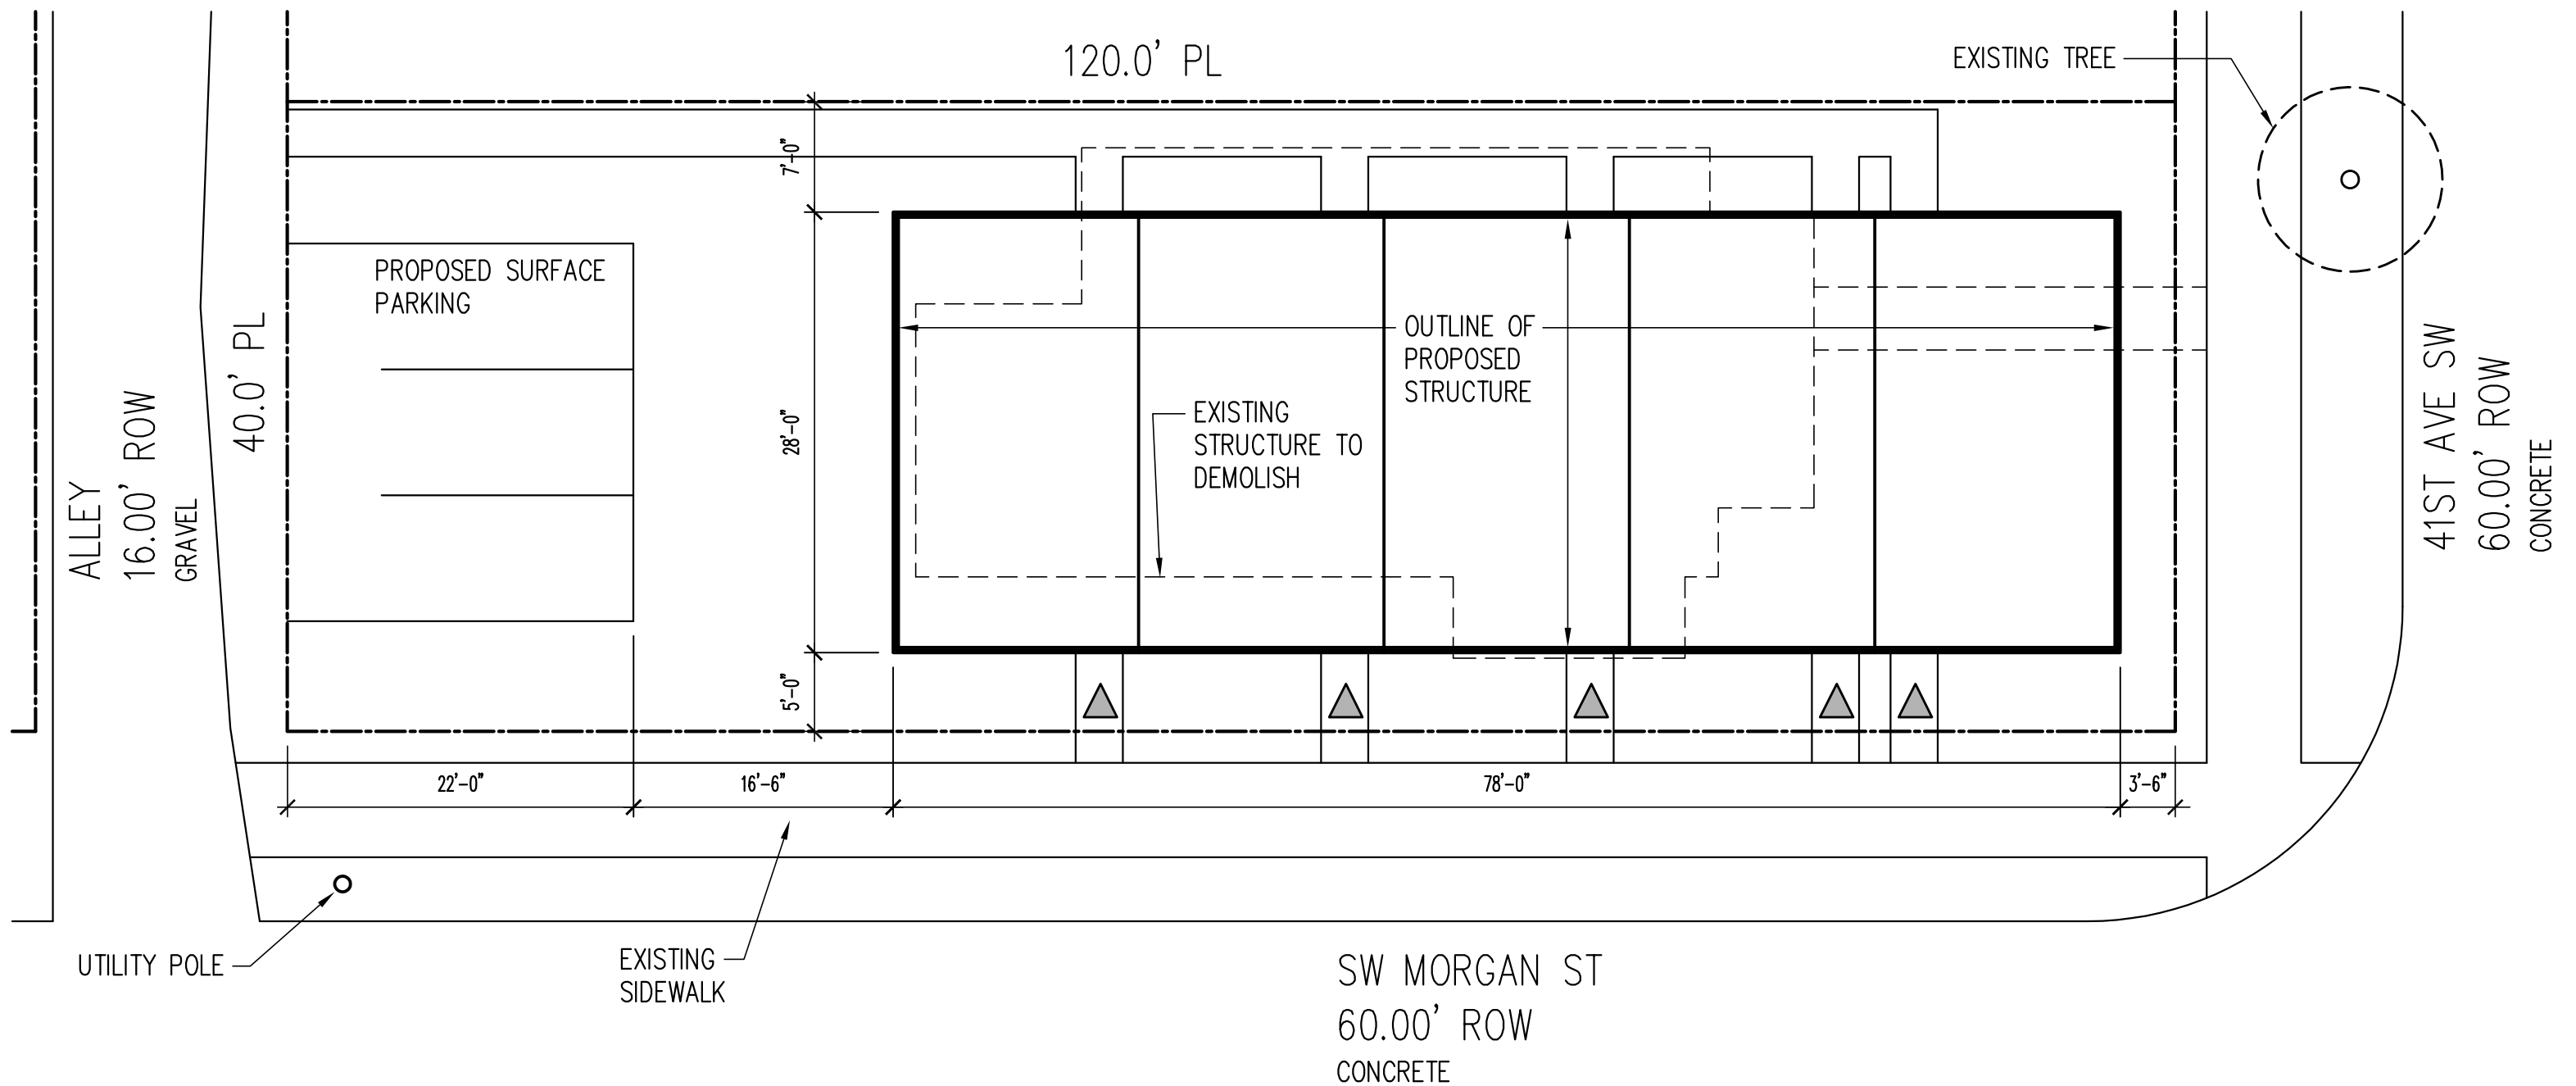 120.0' PL
EXISTING TREE
7'-0"
PROPOSED SURFACE
PARKING
40.0' PL
28'-0"
OUTLINE OF
PROPOSED
STRUCTURE
EXISTING
STRUCTURE TO
DEMOLISH
ALLEY
16.00' ROW
GRAVEL
41ST AVE SW
60.00' ROW
CONCRETE
5'-0"
22'-0"
16'-6"
78'-0"
3'-6"
UTILITY POLE
EXISTING
SIDEWALK
SW MORGAN ST
60.00' ROW
CONCRETE